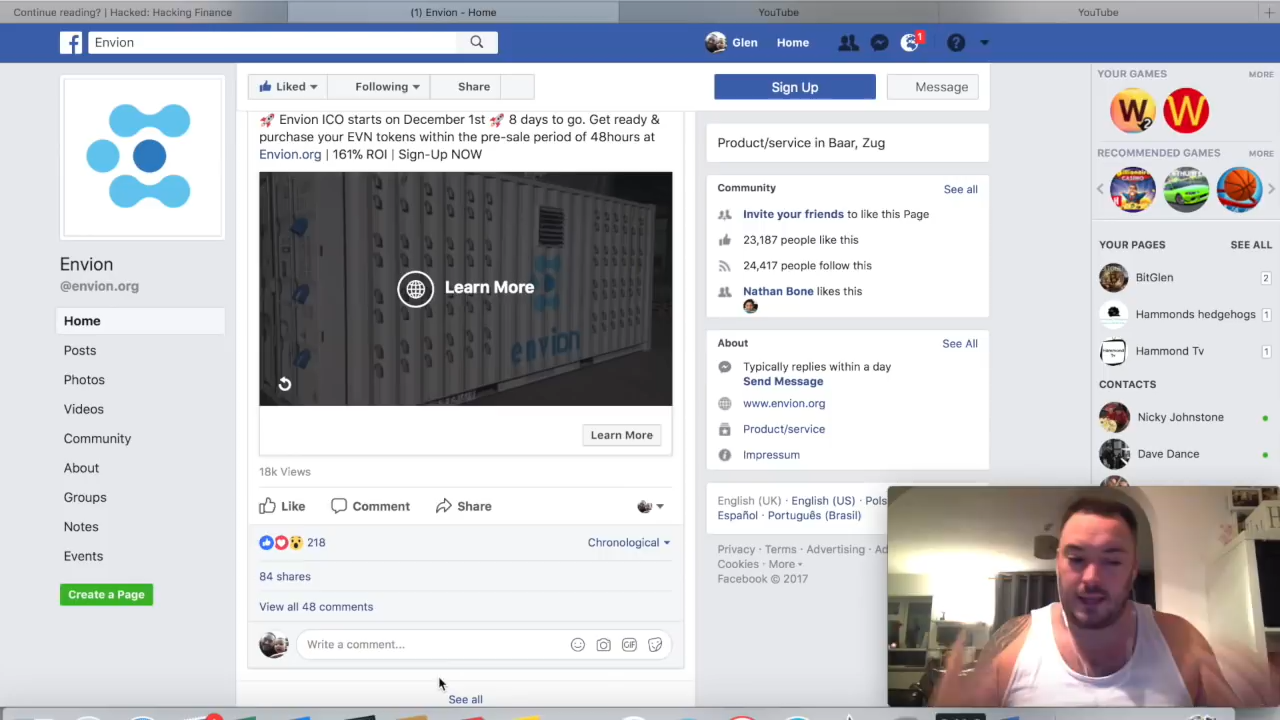 Continue reading? | Hacked: Hacking Finance
(1) Envion - Home
YouTube
YouTube
Envion
Glen
Home
1
Liked
Following
Share
Sign Up
Message
Envion
@envion.org
Home
Posts
Photos
Videos
Community
About
Groups
Notes
Events
Create a Page
🚀 Envion ICO starts on December 1st 🚀 8 days to go. Get ready &
purchase your EVN tokens within the pre-sale period of 48hours at
Envion.org | 161% ROI | Sign-Up NOW
Learn More
envion
Learn More
18k Views
Like
Comment
Share
218
Chronological
84 shares
View all 48 comments
Write a comment...
GIF
See all
Product/service in Baar, Zug
Community
See all
Invite your friends to like this Page
23,187 people like this
24,417 people follow this
Nathan Bone likes this
About
See All
Typically replies within a day
Send Message
www.envion.org
Product/service
Impressum
English (UK) · English (US) · Pols
Español · Português (Brasil)
Privacy · Terms · Advertising · Ad
Cookies · More
Facebook © 2017
YOUR GAMES
MORE
RECOMMENDED GAMES
MORE
YOUR PAGES
SEE ALL
BitGlen
2
Hammonds hedgehogs
1
Hammond Tv
1
CONTACTS
Nicky Johnstone
Dave Dance